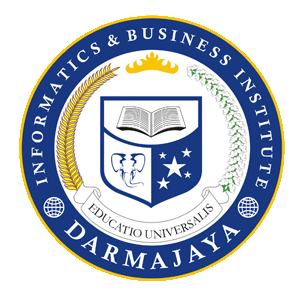 INFORMATICS & BUSINESS INSTITUTE
EDUCATIO UNIVERSALIS
DARMAJAYA